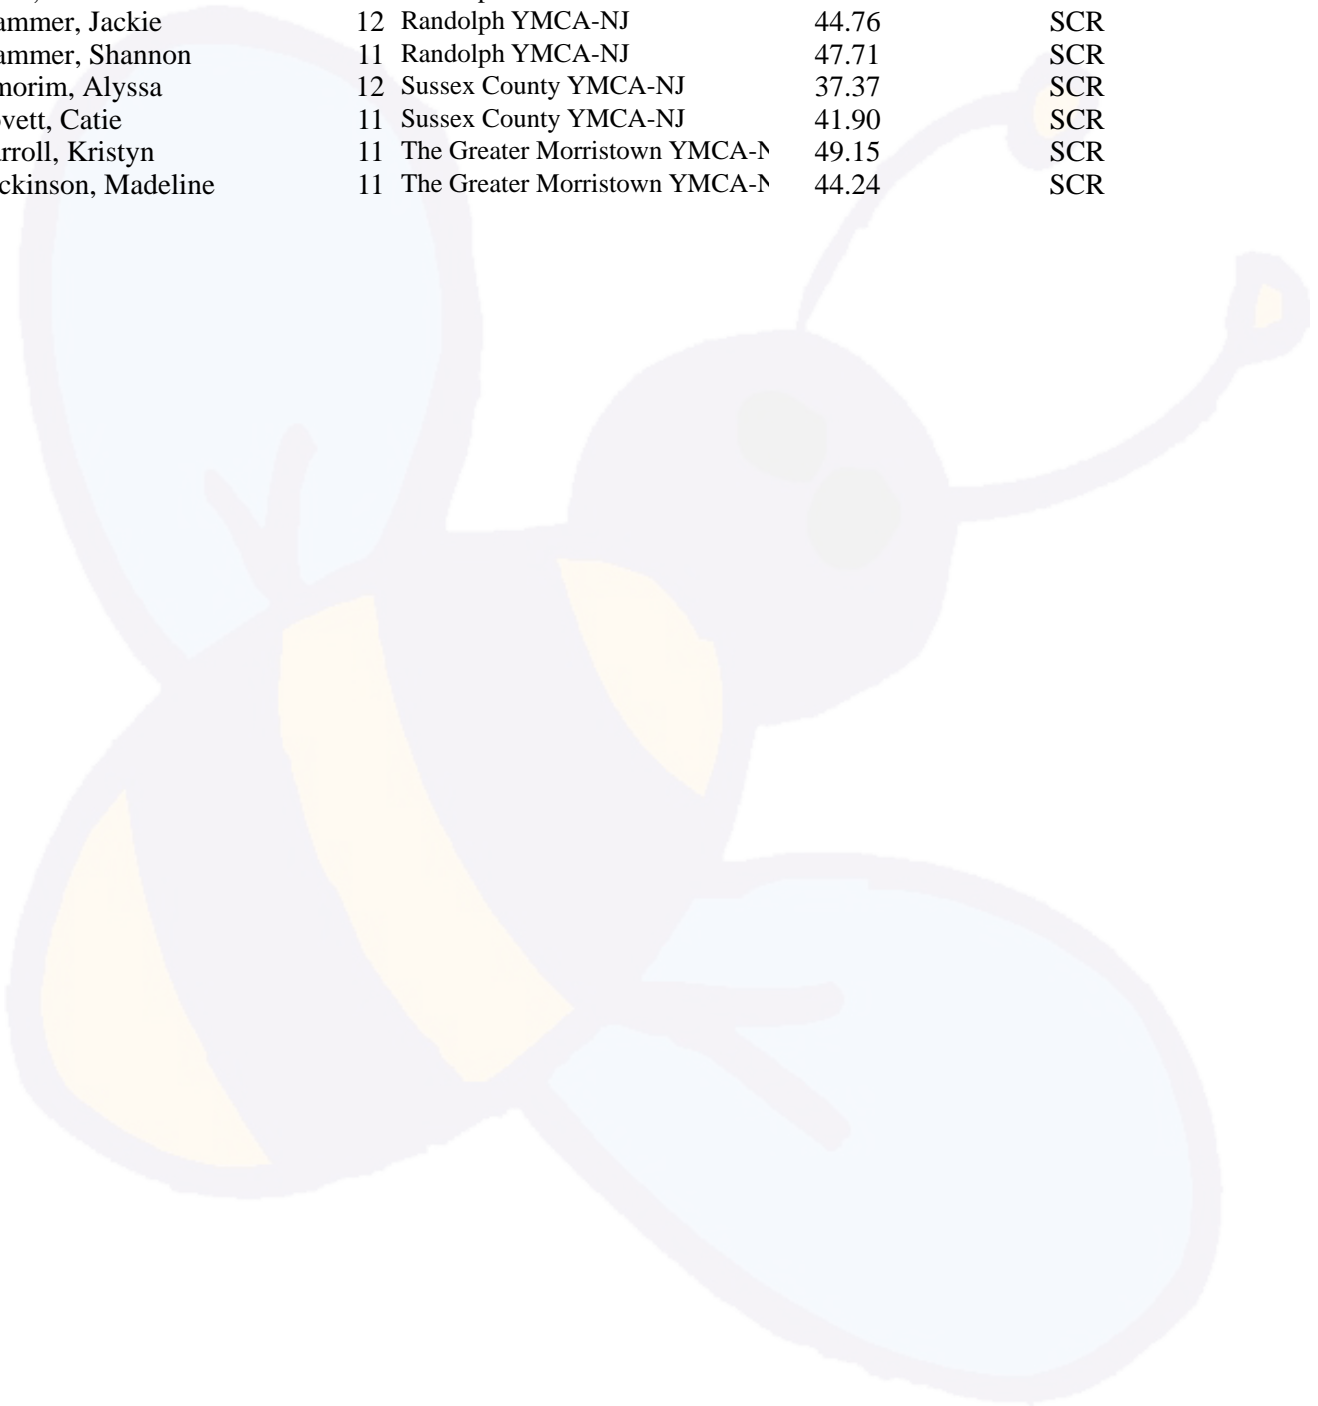 ammer, Jackie 12 Randolph YMCA-NJ 44.76 SCR
ammer, Shannon 11 Randolph YMCA-NJ 47.71 SCR
morim, Alyssa 12 Sussex County YMCA-NJ 37.37 SCR
vett, Catie 11 Sussex County YMCA-NJ 41.90 SCR
rroll, Kristyn 11 The Greater Morristown YMCA-N 49.15 SCR
ckinson, Madeline 11 The Greater Morristown YMCA-N 44.24 SCR